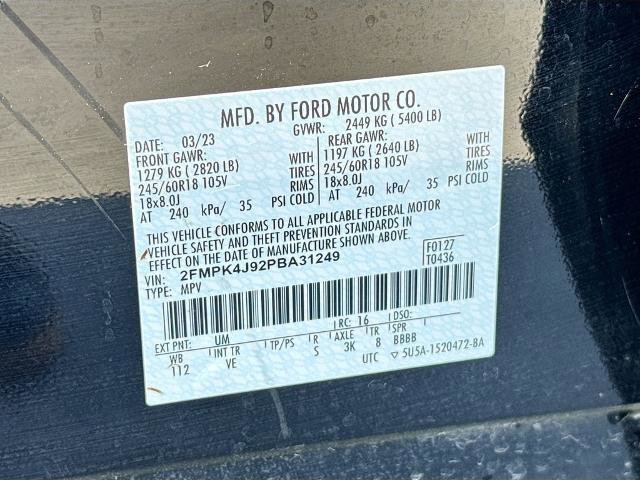 MFD. BY FORD MOTOR CO.
DATE: 03/23 GVWR: 2449 KG ( 5400 LB)
FRONT GAWR: WITH REAR GAWR: WITH
1279 KG ( 2820 LB) TIRES 1197 KG ( 2640 LB) TIRES
245/60R18 105V RIMS 245/60R18 105V RIMS
18x8.0J 18x8.0J
AT 240 kPa/ 35 PSI COLD AT 240 kPa/ 35 PSI COLD
THIS VEHICLE CONFORMS TO ALL APPLICABLE FEDERAL MOTOR
VEHICLE SAFETY AND THEFT PREVENTION STANDARDS IN
EFFECT ON THE DATE OF MANUFACTURE SHOWN ABOVE.
VIN: 2FMPK4J92PBA31249 F0127
TYPE: MPV T0436
EXT PNT: UM RC: 16 DSO:
WB INT TR TP/PS R AXLE TR SPR
112 VE S 3K 8 BBBB
UTC ▽ 5U5A-1520472-BA